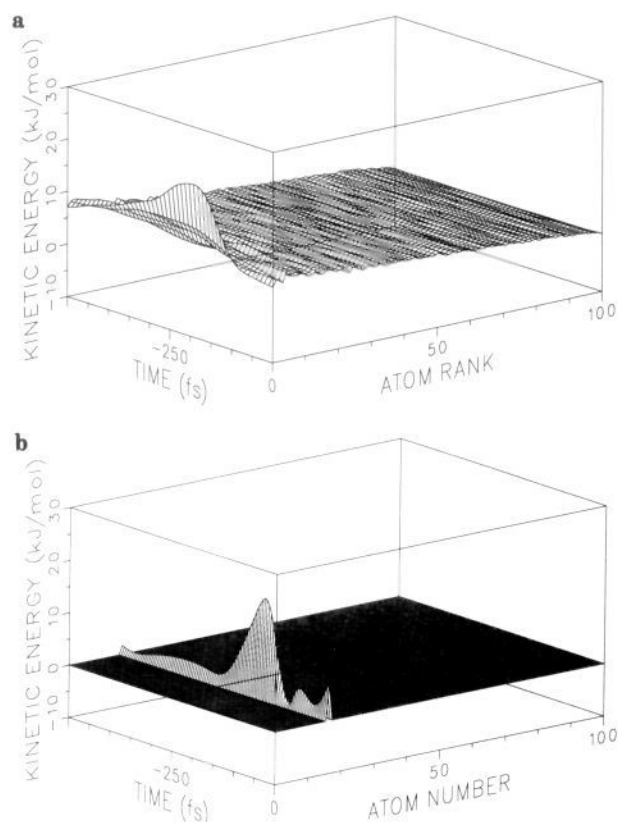 a
KINETIC ENERGY (kJ/mol)
30
20
10
0
-10
-250
TIME (fs)
0
50
100
ATOM RANK
b
KINETIC ENERGY (kJ/mol)
30
20
10
0
-10
-250
TIME (fs)
0
50
100
ATOM NUMBER